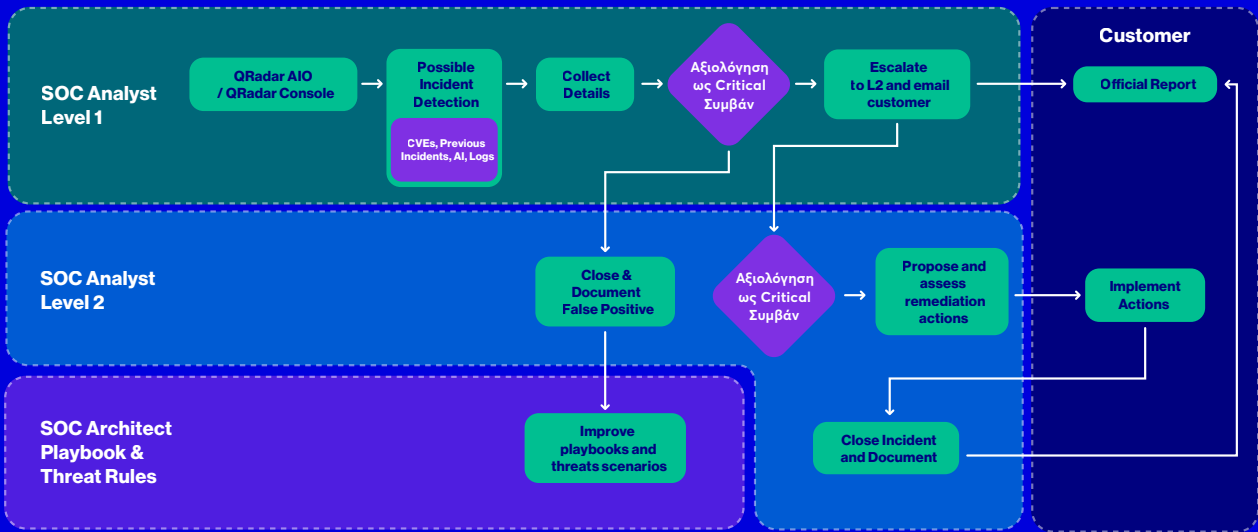 SOC Analyst
Level 1
QRadar AIO
/ QRadar Console
Possible
Incident
Detection
CVEs, Previous
Incidents, AI, Logs
Collect
Details
Αξιολόγηση
ως Critical
Συμβάν
Escalate
to L2 and email
customer
Customer
Official Report
SOC Analyst
Level 2
Close &
Document
False Positive
Αξιολόγηση
ως Critical
Συμβάν
Propose and
assess
remediation
actions
Implement
Actions
SOC Architect
Playbook &
Threat Rules
Improve
playbooks and
threats scenarios
Close Incident
and Document